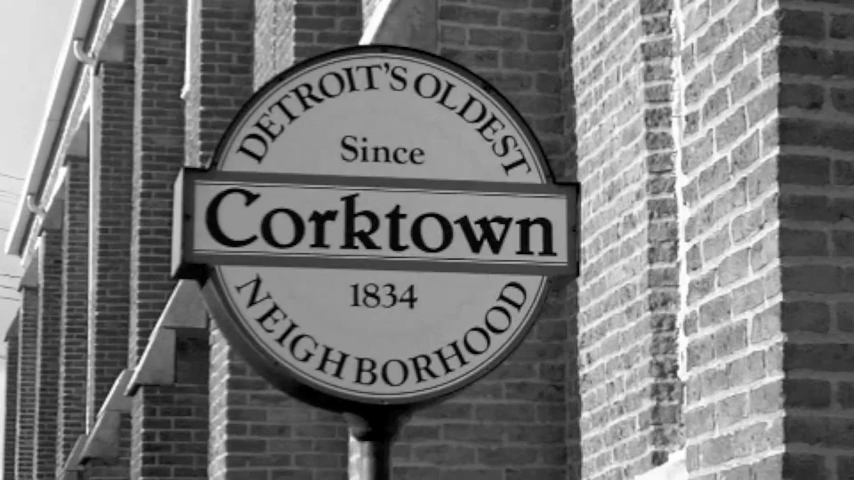 DETROIT'S OLDEST
Since
Corktown
1834
NEIGHBORHOOD